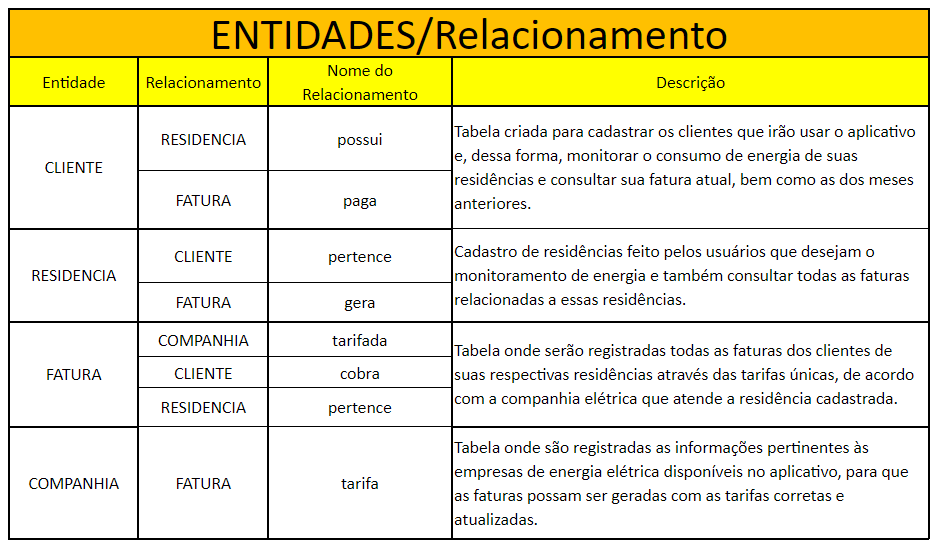 ENTIDADES/Relacionamento
Entidade
Relacionamento
Nome do
Relacionamento
Descrição
CLIENTE
RESIDENCIA
possui
FATURA
paga
Tabela criada para cadastrar os clientes que irão usar o aplicativo
e, dessa forma, monitorar o consumo de energia de suas
residências e consultar sua fatura atual, bem como as dos meses
anteriores.
RESIDENCIA
CLIENTE
pertence
FATURA
gera
Cadastro de residências feito pelos usuários que desejam o
monitoramento de energia e também consultar todas as faturas
relacionadas a essas residências.
FATURA
COMPANHIA
tarifada
CLIENTE
cobra
RESIDENCIA
pertence
Tabela onde serão registradas todas as faturas dos clientes de
suas respectivas residências através das tarifas únicas, de acordo
com a companhia elétrica que atende a residência cadastrada.
COMPANHIA
FATURA
tarifa
Tabela onde são registradas as informações pertinentes às
empresas de energia elétrica disponíveis no aplicativo, para que
as faturas possam ser geradas com as tarifas corretas e
atualizadas.